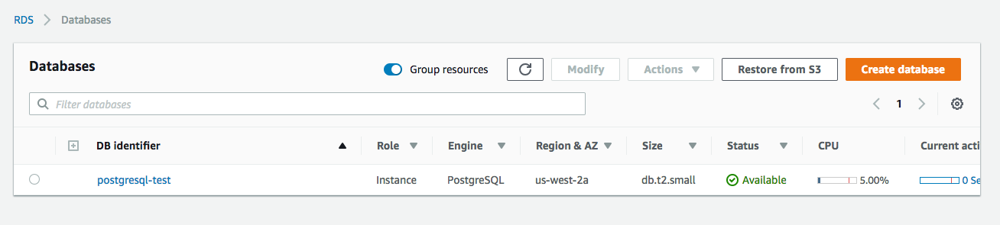 RDS > Databases
Databases Group resources Modify Actions Restore from S3 Create database
Filter databases 1
DB identifier Role Engine Region & AZ Size Status CPU Current acti
postgresql-test Instance PostgreSQL us-west-2a db.t2.small Available 5.00% 0 Se